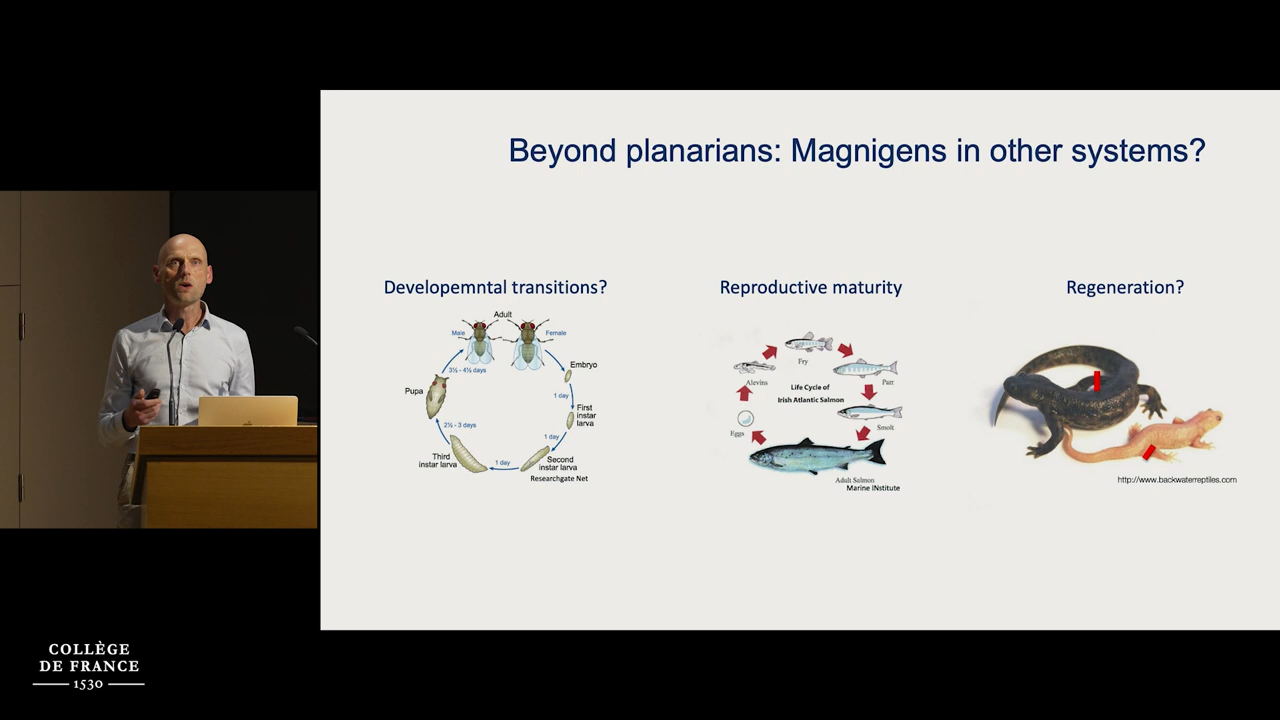 Beyond planarians: Magnigens in other systems?
Developemntal transitions?
Adult
Male
Female
3½ - 4½ days
Embryo
Pupa
1 day
First
instar
larva
2½ - 3 days
1 day
Third
instar larva
1 day
Second
instar larva
Researchgate Net
Reproductive maturity
Fry
Alevins
Parr
Life Cycle of
Irish Atlantic Salmon
Smolt
Eggs
Adult Salmon
Marine INstitute
Regeneration?
http://www.backwaterreptiles.com
COLLÈGE
DE FRANCE
1530